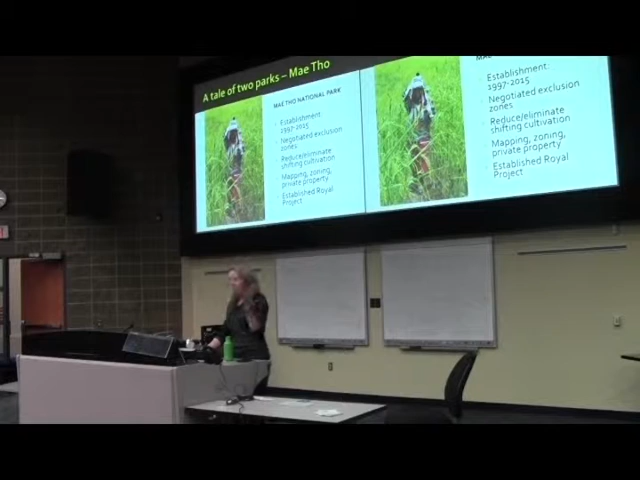 A tale of two parks – Mae Tho
MAE THO NATIONAL PARK
Establishment:
1997-2015
Negotiated exclusion
zones
Reduce/eliminate
shifting cultivation
Mapping, zoning,
private property
Established Royal
Project
MAE
Establishment:
1997-2015
Negotiated exclusion
zones
Reduce/eliminate
shifting cultivation
Mapping, zoning,
private property
Established Royal
Project